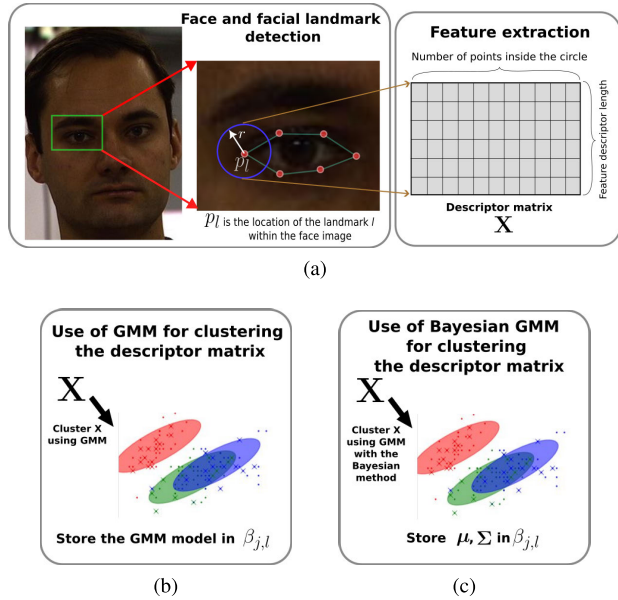 Face and facial landmark
detection
r
p_l
p_l is the location of the landmark l
within the face image
Feature extraction
Number of points inside the circle
Feature descriptor length
Descriptor matrix
X
(a)
Use of GMM for clustering
the descriptor matrix
X
Cluster X
using GMM
Store the GMM model in β_{j,l}
(b)
Use of Bayesian GMM
for clustering
the descriptor matrix
X
Cluster X
using GMM
with the
Bayesian
method
Store μ, Σ in β_{j,l}
(c)